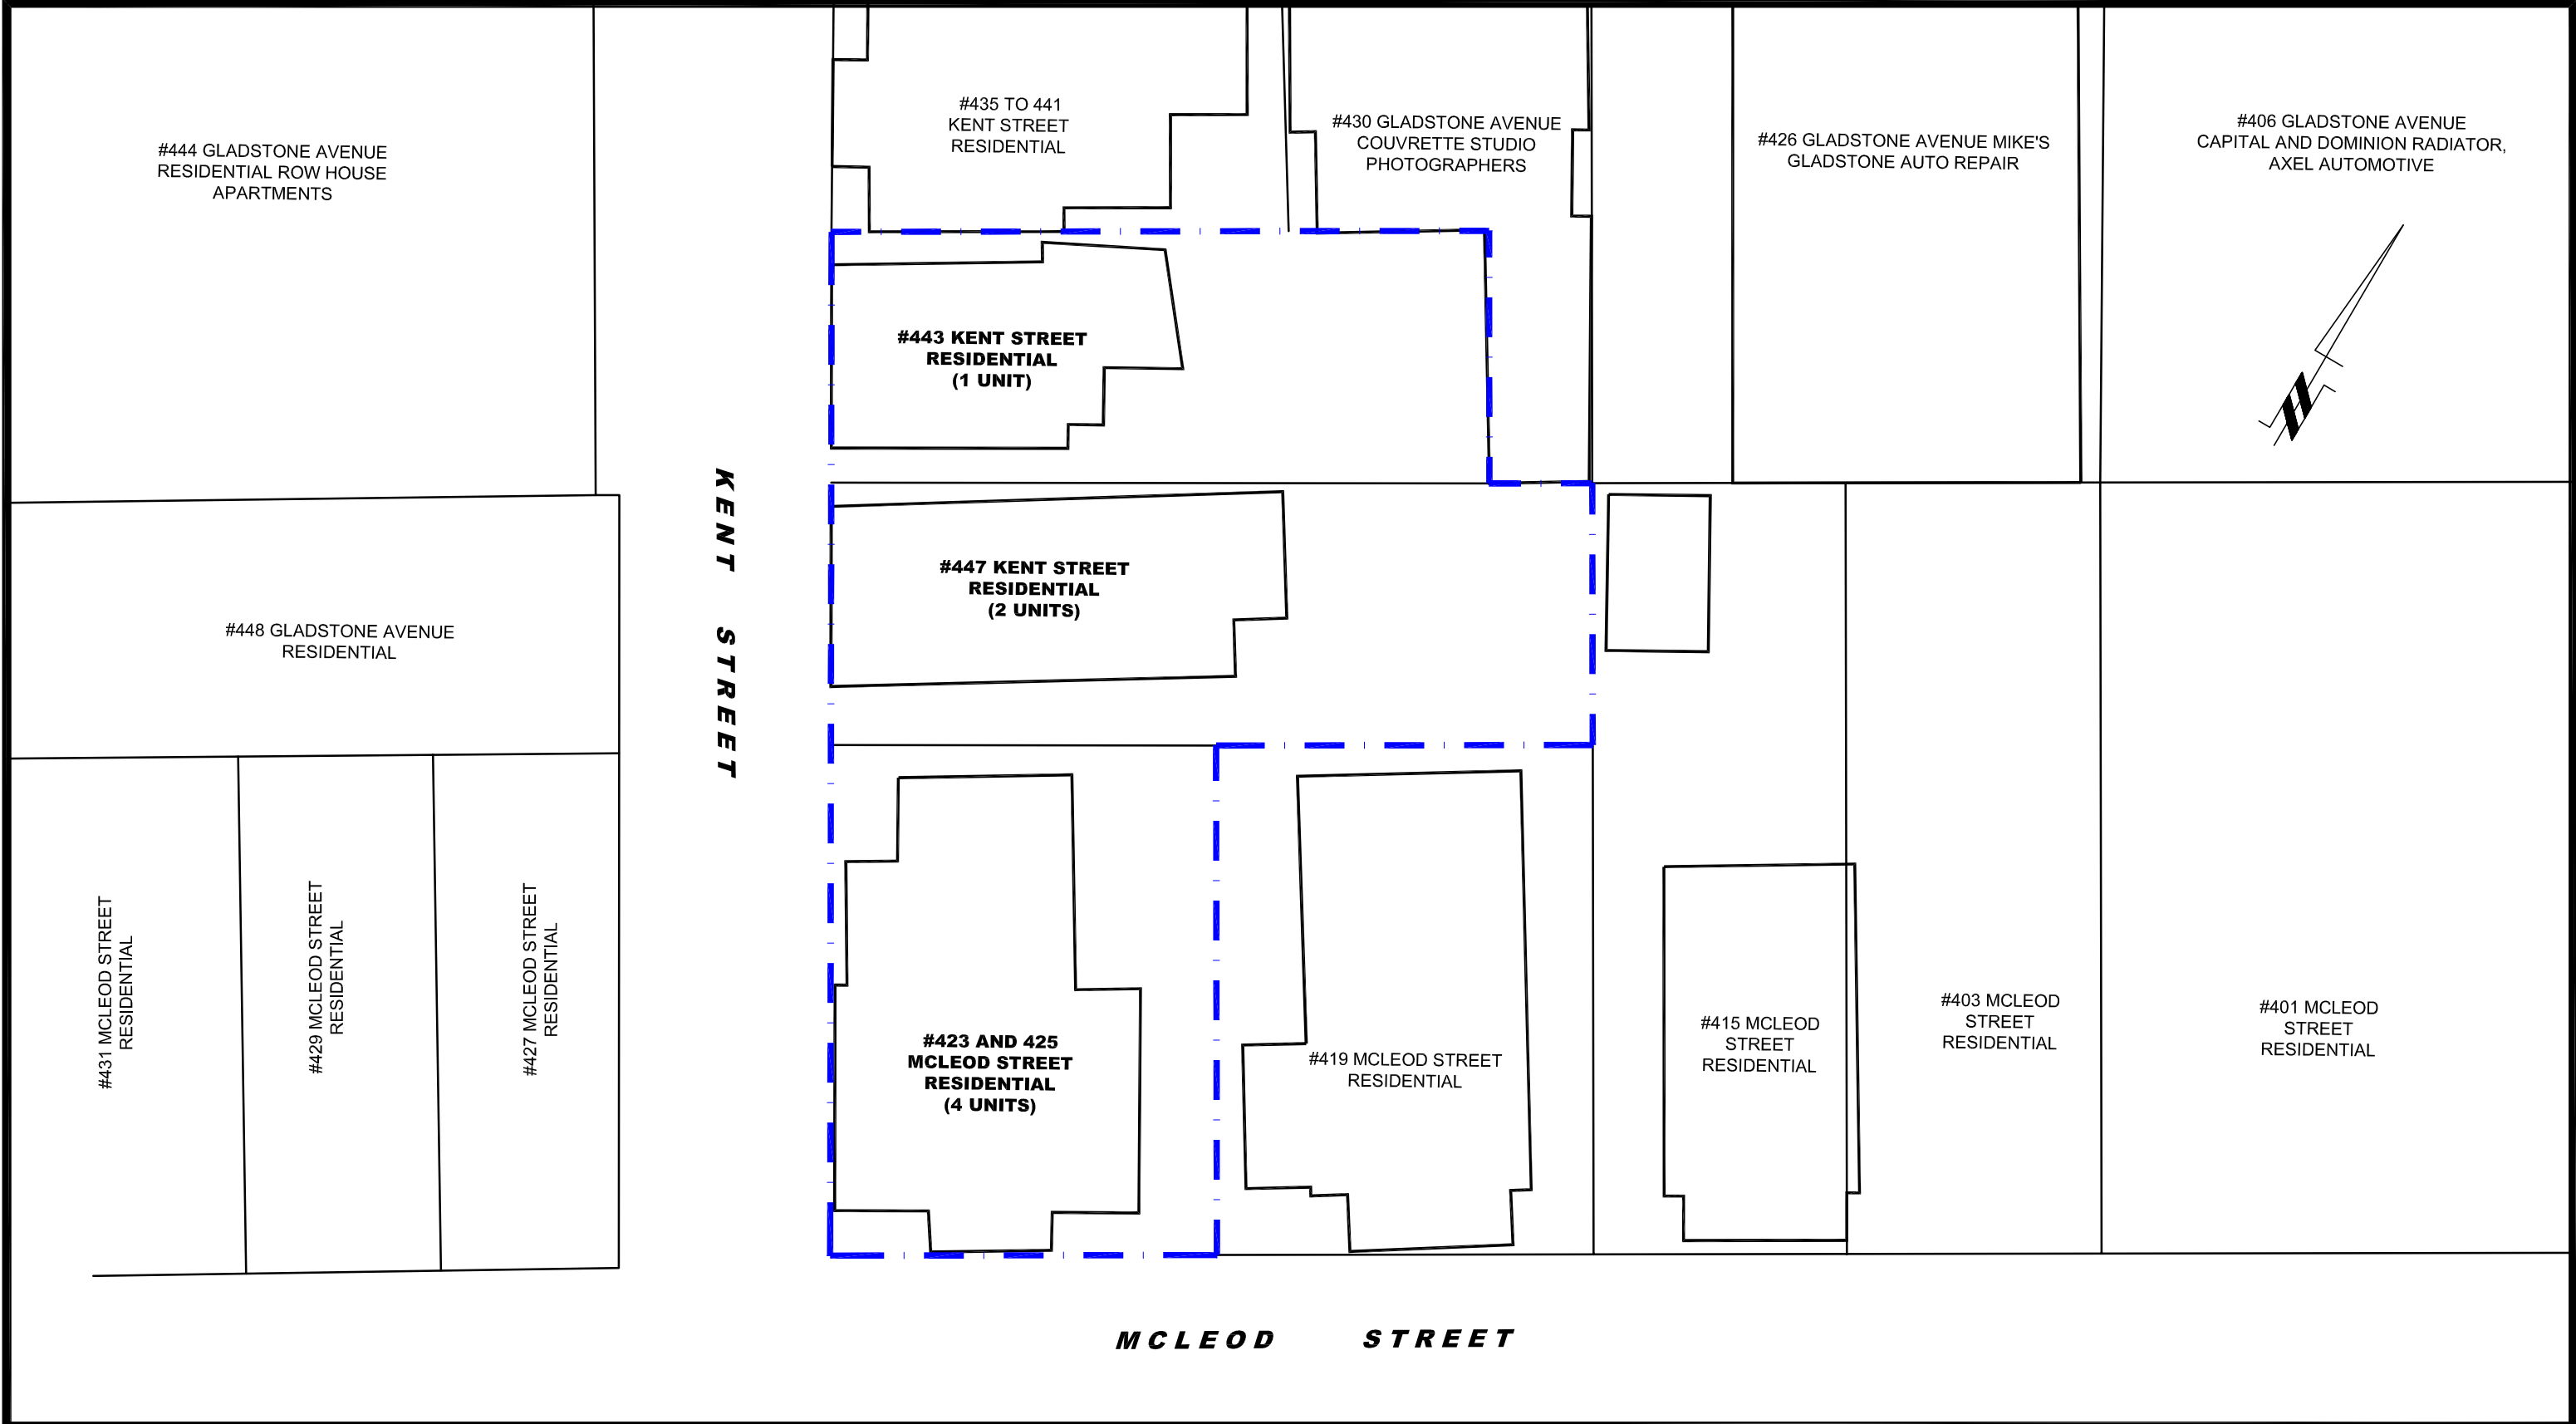 #444 GLADSTONE AVENUE
RESIDENTIAL ROW HOUSE
APARTMENTS
#435 TO 441
KENT STREET
RESIDENTIAL
#430 GLADSTONE AVENUE
COUVRETTE STUDIO
PHOTOGRAPHERS
#426 GLADSTONE AVENUE MIKE'S
GLADSTONE AUTO REPAIR
#406 GLADSTONE AVENUE
CAPITAL AND DOMINION RADIATOR,
AXEL AUTOMOTIVE
#443 KENT STREET
RESIDENTIAL
(1 UNIT)
KENT STREET
#447 KENT STREET
RESIDENTIAL
(2 UNITS)
#448 GLADSTONE AVENUE
RESIDENTIAL
#431 MCLEOD STREET
RESIDENTIAL
#429 MCLEOD STREET
RESIDENTIAL
#427 MCLEOD STREET
RESIDENTIAL
#423 AND 425
MCLEOD STREET
RESIDENTIAL
(4 UNITS)
#419 MCLEOD STREET
RESIDENTIAL
#415 MCLEOD
STREET
RESIDENTIAL
#403 MCLEOD
STREET
RESIDENTIAL
#401 MCLEOD
STREET
RESIDENTIAL
MCLEOD STREET